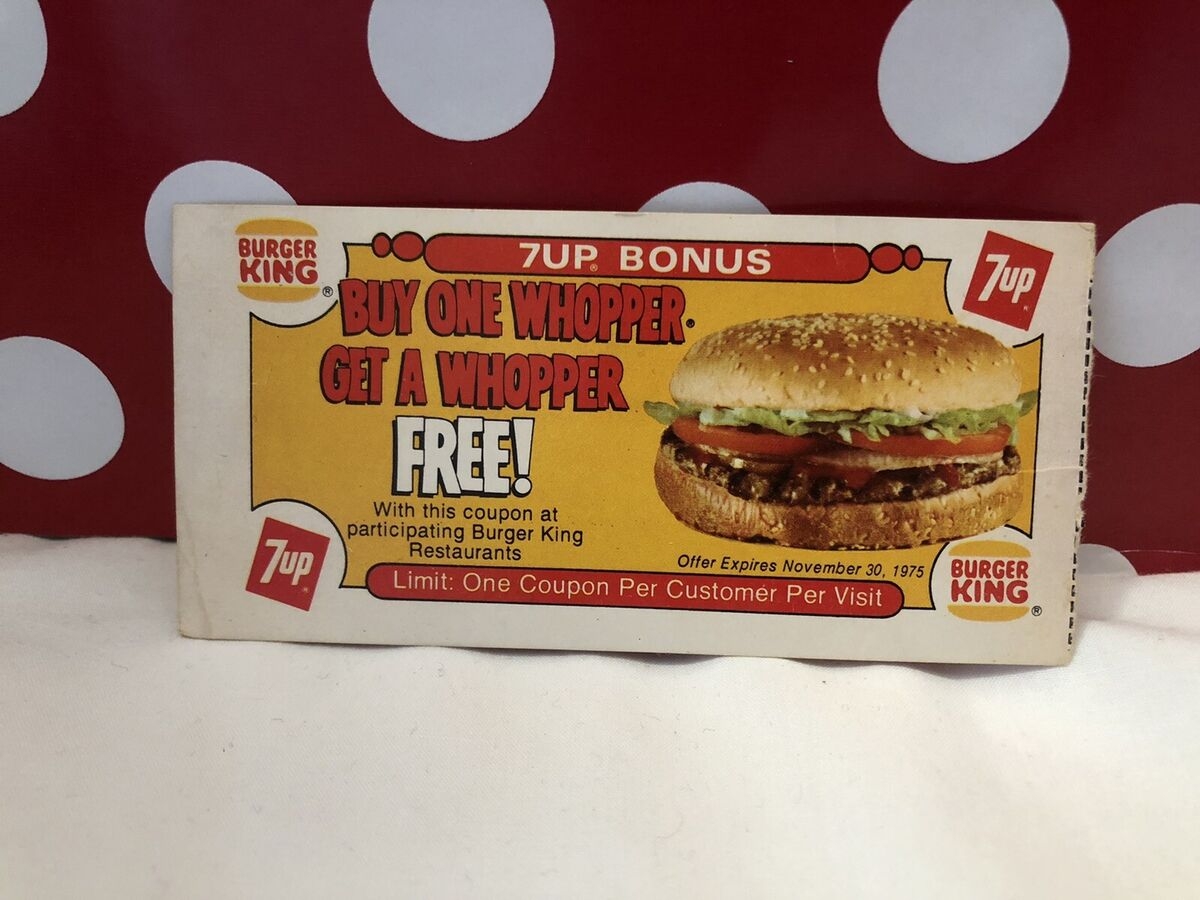 BURGER
KING®
7UP® BONUS
7up
BUY ONE WHOPPER®
GET A WHOPPER
FREE!
With this coupon at
participating Burger King
Restaurants
Offer Expires November 30, 1975
7up
Limit: One Coupon Per Customer Per Visit
BURGER
KING®